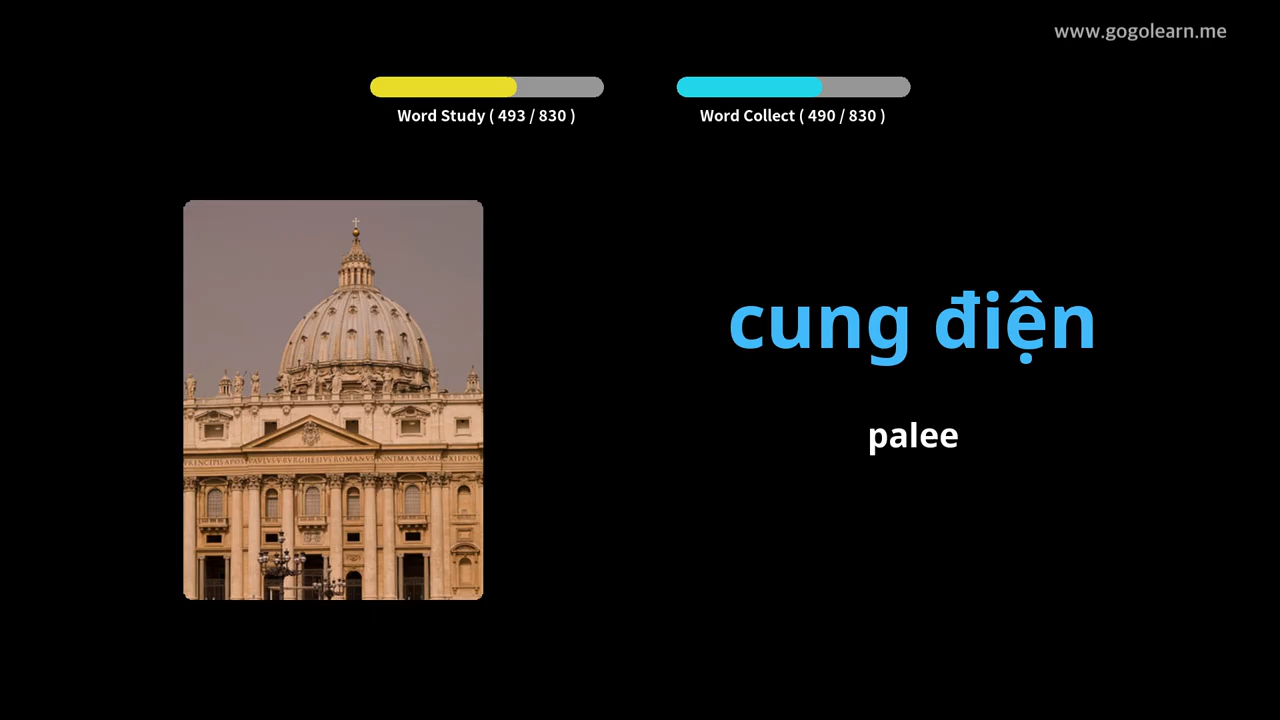 www.gogolearn.me
Word Study ( 493 / 830 )
Word Collect ( 490 / 830 )
cung điện
palee